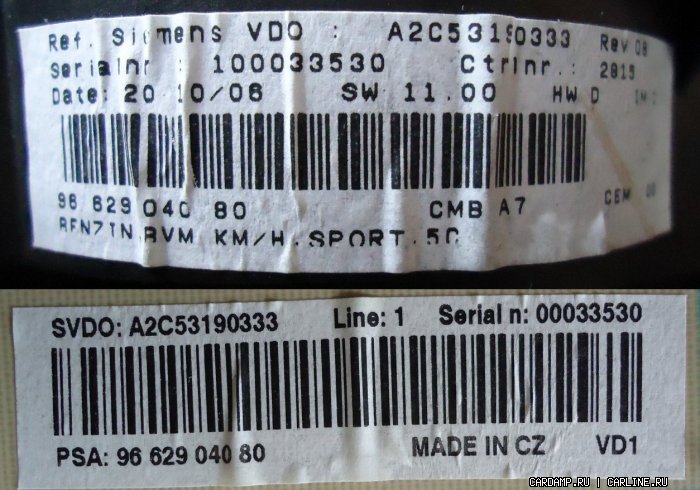 Ref. Siemens VDO : A2C53190333 Rev 08
Serialnr : 100033530 Ctrlnr.: 2815
Date: 20 10/06 SW 11.00 HW D
96 629 040 80 CMB A7 CEM 00
BENZIN.BVM KM/H.SPORT.5C
SVDO: A2C53190333 Line: 1 Serial n: 00033530
PSA: 96 629 040 80 MADE IN CZ VD1
CARDAMP.RU | CARLINE.RU